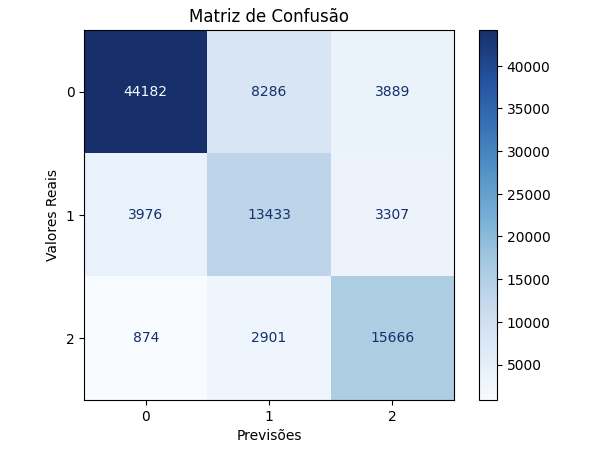 Matriz de Confusão
Valores Reais
0 44182 8286 3889
1 3976 13433 3307
2 874 2901 15666
0 1 2
Previsões
40000
35000
30000
25000
20000
15000
10000
5000